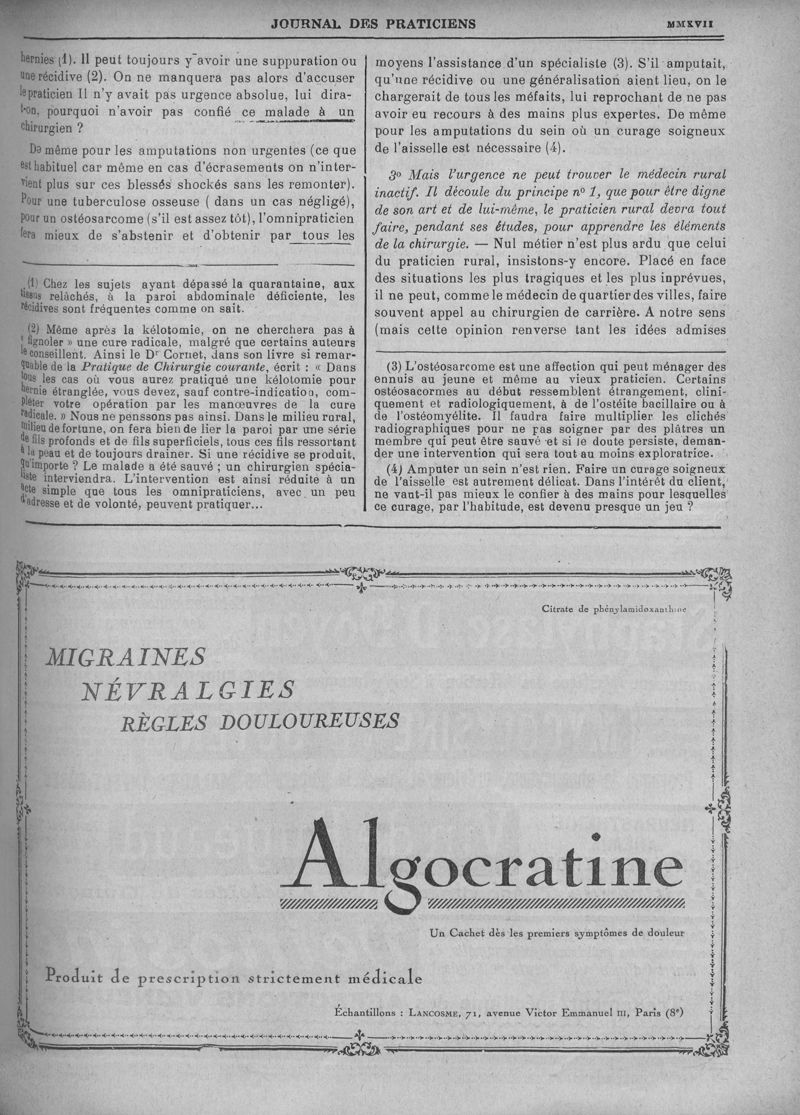 JOURNAL DES PRATICIENS
MMXVII
hernies (1). Il peut toujours y avoir une suppuration ou
une récidive (2). On ne manquera pas alors d'accuser
le praticien Il n'y avait pas urgence absolue, lui dira-
t-on, pourquoi n'avoir pas confié ce malade à un
chirurgien ?
De même pour les amputations non urgentes (ce que
est habituel car même en cas d'écrasements on n'inter-
vient plus sur ces blessés shockés sans les remonter).
Pour une tuberculose osseuse ( dans un cas négligé),
pour un ostéosarcome (s'il est assez tôt), l'omnipraticien
fera mieux de s'abstenir et d'obtenir par tous les
(1) Chez les sujets ayant dépassé la quarantaine, aux
tissus relâchés, à la paroi abdominale déficiente, les
récidives sont fréquentes comme on sait.
(2) Même après la kélotomie, on ne cherchera pas à
« fignoler » une cure radicale, malgré que certains auteurs
le conseillent. Ainsi le Dr Cornet, dans son livre si remar-
quable de la Pratique de Chirurgie courante, écrit : « Dans
tous les cas où vous aurez pratiqué une kélotomie pour
hernie étranglée, vous devez, sauf contre-indication, com-
pléter votre opération par les manœuvres de la cure
radicale. » Nous ne penssons pas ainsi. Dans le milieu rural,
milieu de fortune, on fera bien de lier la paroi par une série
de fils profonds et de fils superficiels, tous ces fils ressortant
à la peau et de toujours drainer. Si une récidive se produit,
qu'importe ? Le malade a été sauvé ; un chirurgien spécia-
liste interviendra. L'intervention est ainsi réduite à un
acte simple que tous les omnipraticiens, avec un peu
d'adresse et de volonté, peuvent pratiquer...
moyens l'assistance d'un spécialiste (3). S'il amputait,
qu'une récidive ou une généralisation aient lieu, on le
chargerait de tous les méfaits, lui reprochant de ne pas
avoir eu recours à des mains plus expertes. De même
pour les amputations du sein où un curage soigneux
de l'aisselle est nécessaire (4).
3º Mais l'urgence ne peut trouver le médecin rural
inactif. Il découle du principe nº 1, que pour être digne
de son art et de lui-même, le praticien rural devra tout
faire, pendant ses études, pour apprendre les éléments
de la chirurgie. — Nul métier n'est plus ardu que celui
du praticien rural, insistons-y encore. Placé en face
des situations les plus tragiques et les plus inprévues,
il ne peut, comme le médecin de quartier des villes, faire
souvent appel au chirurgien de carrière. A notre sens
(mais cette opinion renverse tant les idées admises
(3) L'ostéosarcome est une affection qui peut ménager des
ennuis au jeune et même au vieux praticien. Certains
ostéosacormes au début ressemblent étrangement, clini-
quement et radiologiquement, à de l'ostéite bacillaire ou à
de l'ostéomyélite. Il faudra faire multiplier les clichés
radiographiques pour ne pas soigner par des plâtres un
membre qui peut être sauvé et si le doute persiste, deman-
der une intervention qui sera tout au moins exploratrice.
(4) Amputer un sein n'est rien. Faire un curage soigneux
de l'aisselle est autrement délicat. Dans l'intérêt du client,
ne vaut-il pas mieux le confier à des mains pour lesquelles
ce curage, par l'habitude, est devenu presque un jeu ?
Citrate de phénylamidoxanthine
MIGRAINES
NÉVRALGIES
RÈGLES DOULOUREUSES
Algocratine
Un Cachet dès les premiers symptômes de douleur
Produit de prescription strictement médicale
Échantillons : LANCOSME, 71, avenue Victor Emmanuel III, Paris (8e)